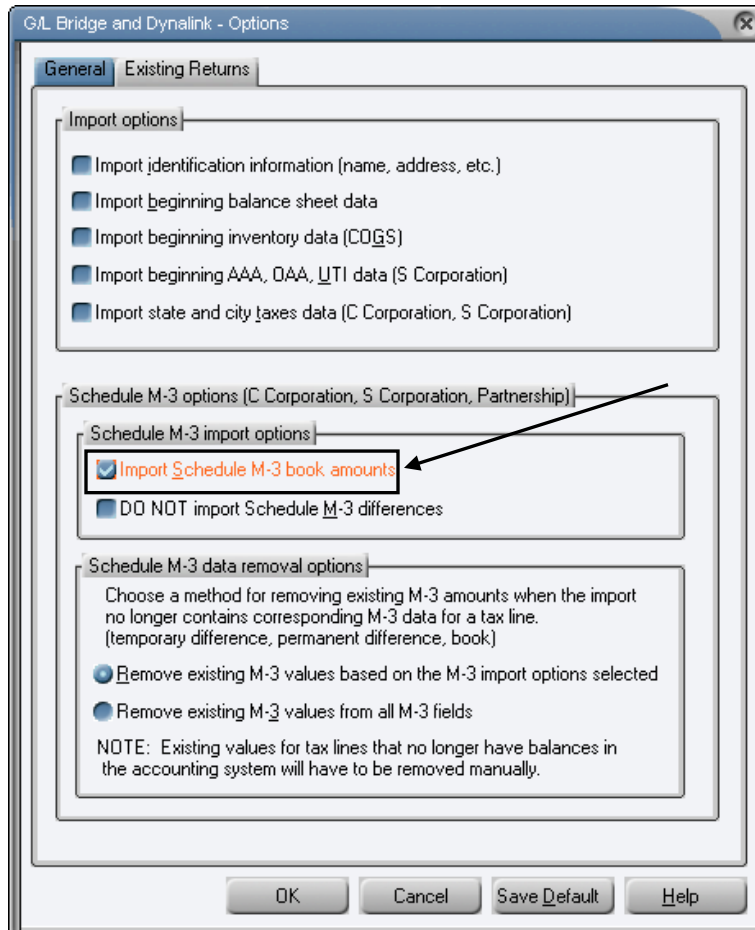 G/L Bridge and Dynalink - Options
General
Existing Returns
Import options
Import identification information (name, address, etc.)
Import beginning balance sheet data
Import beginning inventory data (COGS)
Import beginning AAA, OAA, UTI data (S Corporation)
Import state and city taxes data (C Corporation, S Corporation)
Schedule M-3 options (C Corporation, S Corporation, Partnership)
Schedule M-3 import options
Import Schedule M-3 book amounts
DO NOT import Schedule M-3 differences
Schedule M-3 data removal options
Choose a method for removing existing M-3 amounts when the import
no longer contains corresponding M-3 data for a tax line.
(temporary difference, permanent difference, book)
Remove existing M-3 values based on the M-3 import options selected
Remove existing M-3 values from all M-3 fields
NOTE: Existing values for tax lines that no longer have balances in
the accounting system will have to be removed manually.
OK
Cancel
Save Default
Help